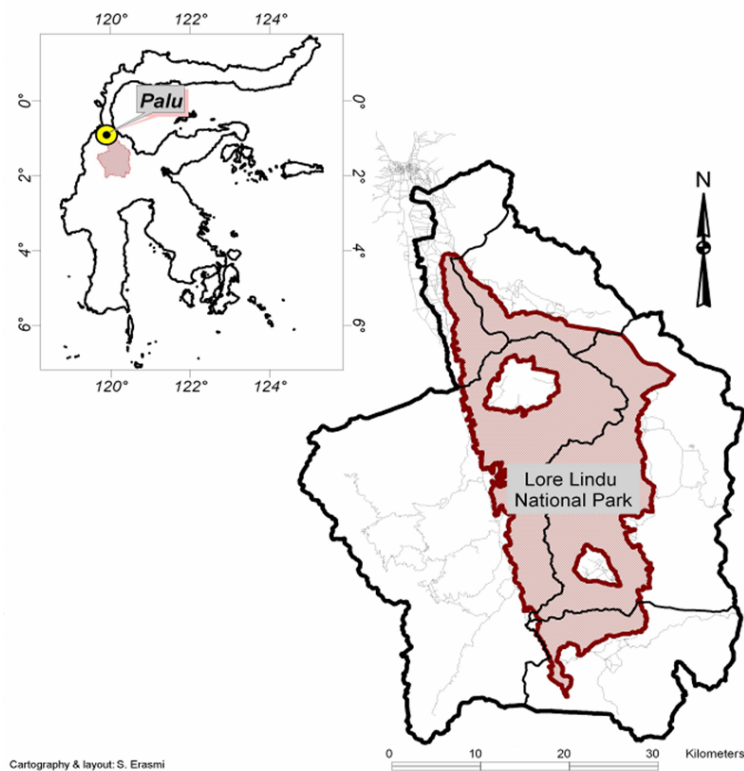 120° 122° 124°
Palu
0° 0°
2° 2°
4° 4°
6° 6°
120° 122° 124°
N
Lore Lindu
National Park
Cartography & layout: S. Erasmi
0 10 20 30 Kilometers